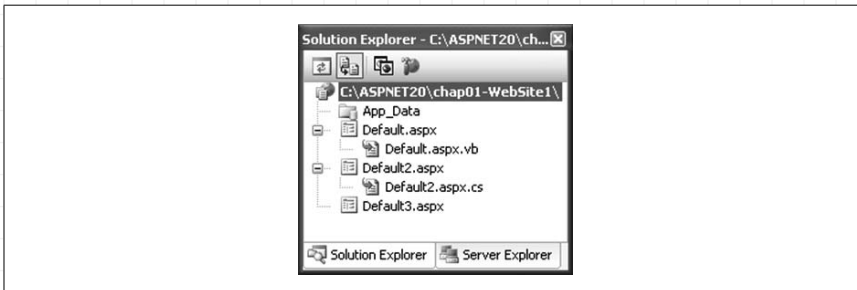 Solution Explorer - C:\ASPNET20\ch...
C:\ASPNET20\chap01-WebSite1\
App_Data
Default.aspx
Default.aspx.vb
Default2.aspx
Default2.aspx.cs
Default3.aspx
Solution Explorer Server Explorer